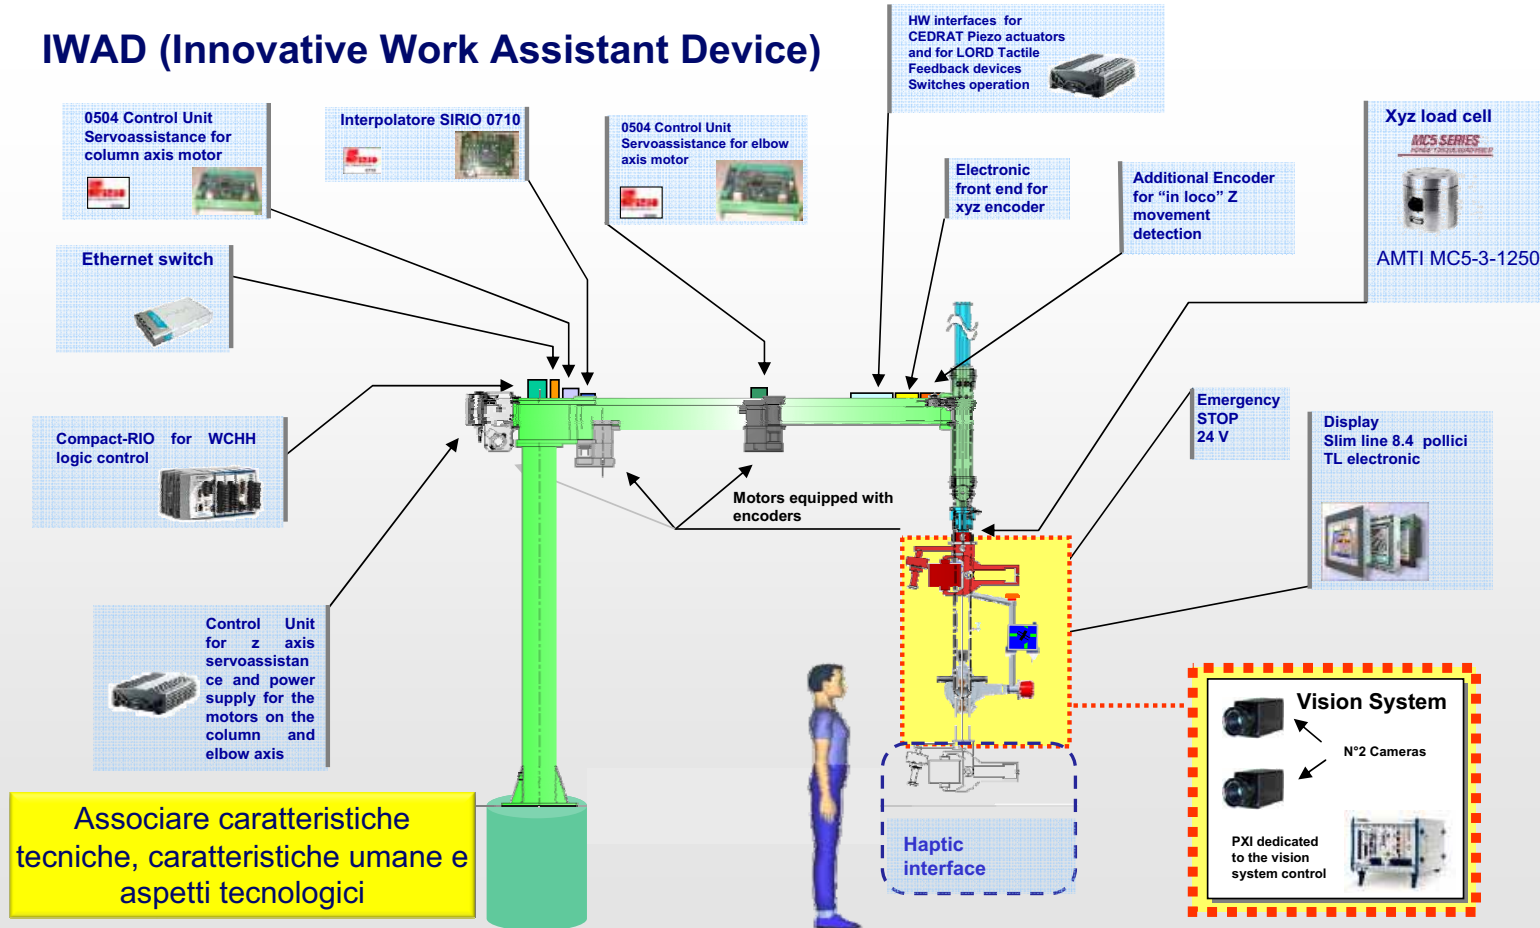 IWAD (Innovative Work Assistant Device)
HW interfaces for
CEDRAT Piezo actuators
and for LORD Tactile
Feedback devices
Switches operation
0504 Control Unit
Servoassistance for
column axis motor
Interpolatore SIRIO 0710
0504 Control Unit
Servoassistance for elbow
axis motor
Electronic
front end for
xyz encoder
Additional Encoder
for “in loco” Z
movement
detection
Xyz load cell
MC5 SERIES
AMTI MC5-3-1250
Ethernet switch
Compact-RIO for WCHH
logic control
Motors equipped with
encoders
Emergency
STOP
24 V
Display
Slim line 8.4 pollici
TL electronic
Control Unit
for z axis
servoassistan
ce and power
supply for the
motors on the
column and
elbow axis
Vision System
N°2 Cameras
PXI dedicated
to the vision
system control
Haptic
interface
Associare caratteristiche
tecniche, caratteristiche umane e
aspetti tecnologici